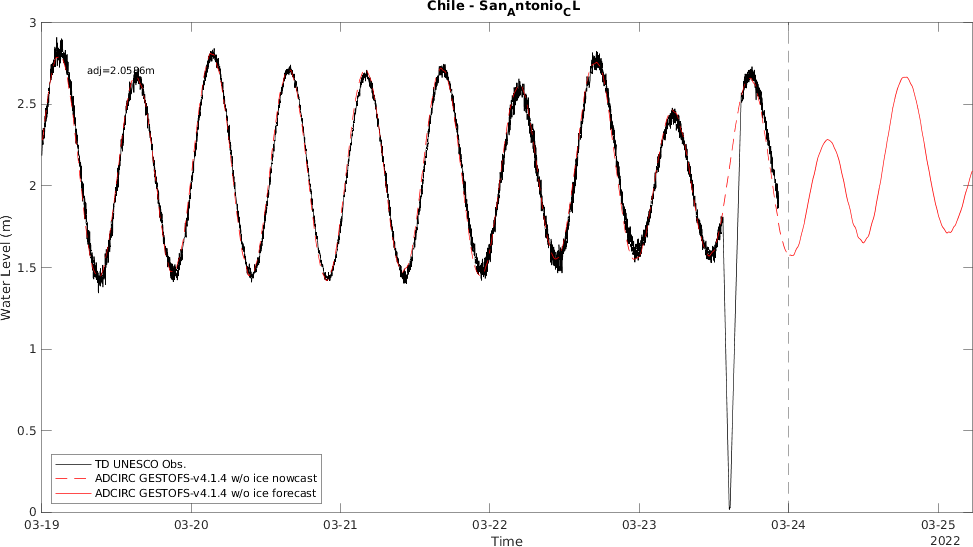 Chile - SanAntonioCL
adj=2.0586m
Water Level (m)
3
2.5
2
1.5
1
0.5
0
TD UNESCO Obs.
ADCIRC GESTOFS-v4.1.4 w/o ice nowcast
ADCIRC GESTOFS-v4.1.4 w/o ice forecast
03-19
03-20
03-21
03-22
03-23
03-24
03-25
Time
2022